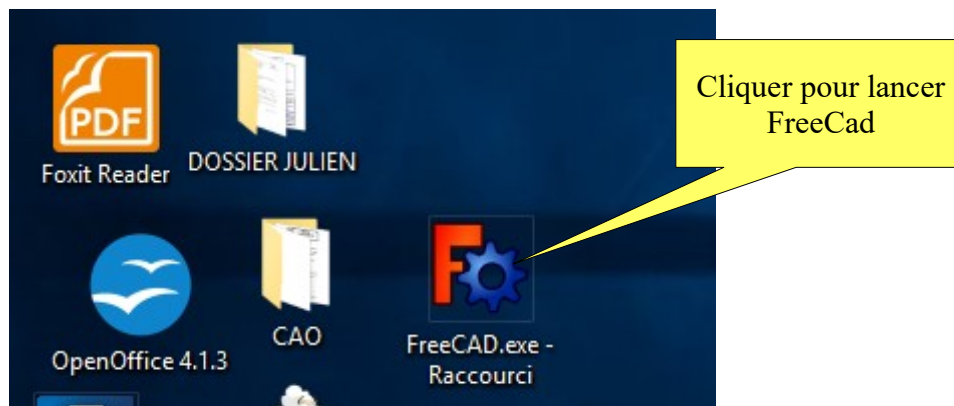 Cliquer pour lancer
FreeCad
PDF
Foxit Reader
DOSSIER JULIEN
OpenOffice 4.1.3
CAO
F
FreeCAD.exe -
Raccourci